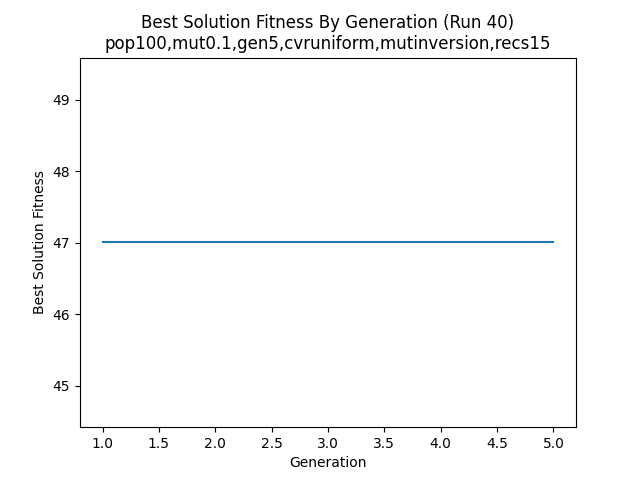 Best Solution Fitness By Generation (Run 40)
pop100,mut0.1,gen5,cvruniform,mutinversion,recs15
49
48
47
46
45
Best Solution Fitness
1.0 1.5 2.0 2.5 3.0 3.5 4.0 4.5 5.0
Generation